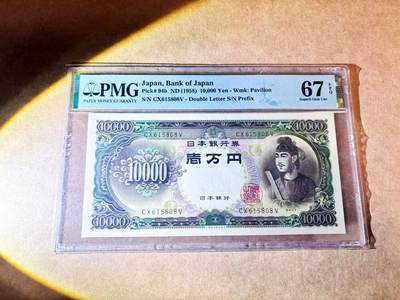 PMG
PAPER MONEY GUARANTY
Japan, Bank of Japan
Pick# 94b ND (1958) 10,000 Yen - Wmk: Pavilion
S/N CX615808V - Double Letter S/N Prefix
67 EPQ
Superb Gem Unc
10000
10000
CX615808V
日本銀行券
壱万円
10000
日本銀行
CX615808V
10000
10000